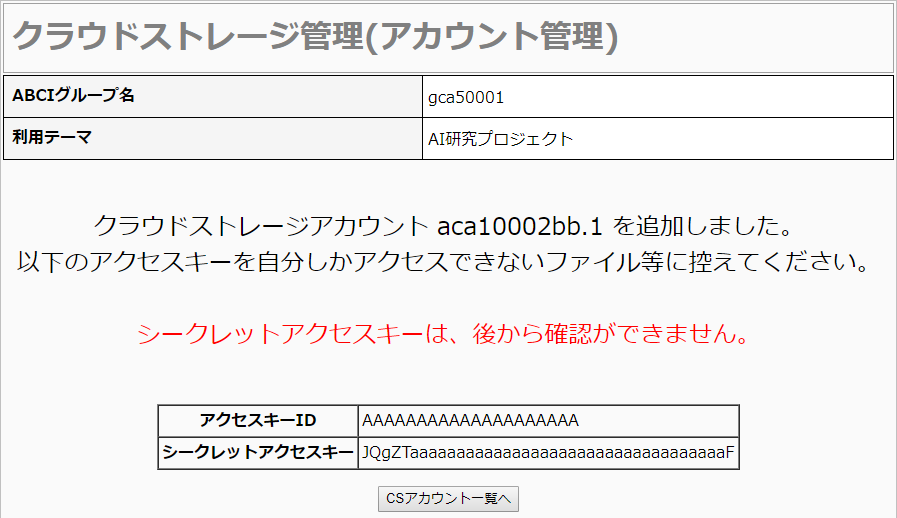 クラウドストレージ管理(アカウント管理)
ABCIグループ名 gca50001
利用テーマ AI研究プロジェクト
クラウドストレージアカウント aca10002bb.1 を追加しました。
以下のアクセスキーを自分しかアクセスできないファイル等に控えてください。
シークレットアクセスキーは、後から確認ができません。
アクセスキーID AAAAAAAAAAAAAAAAAAAA
シークレットアクセスキー JQgZTaaaaaaaaaaaaaaaaaaaaaaaaaaaaaaaaaaF
CSアカウント一覧へ